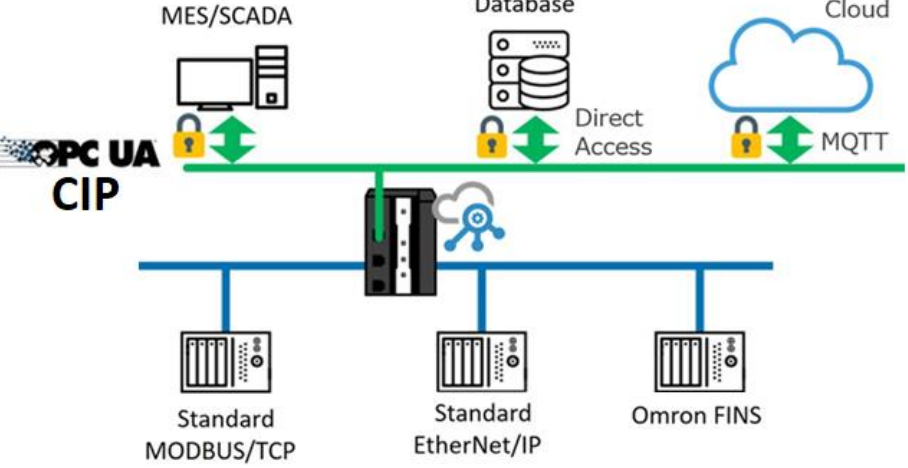 MES/SCADA
Database
Cloud
Direct
Access
MQTT
OPC UA
CIP
Standard
MODBUS/TCP
Standard
EtherNet/IP
Omron FINS